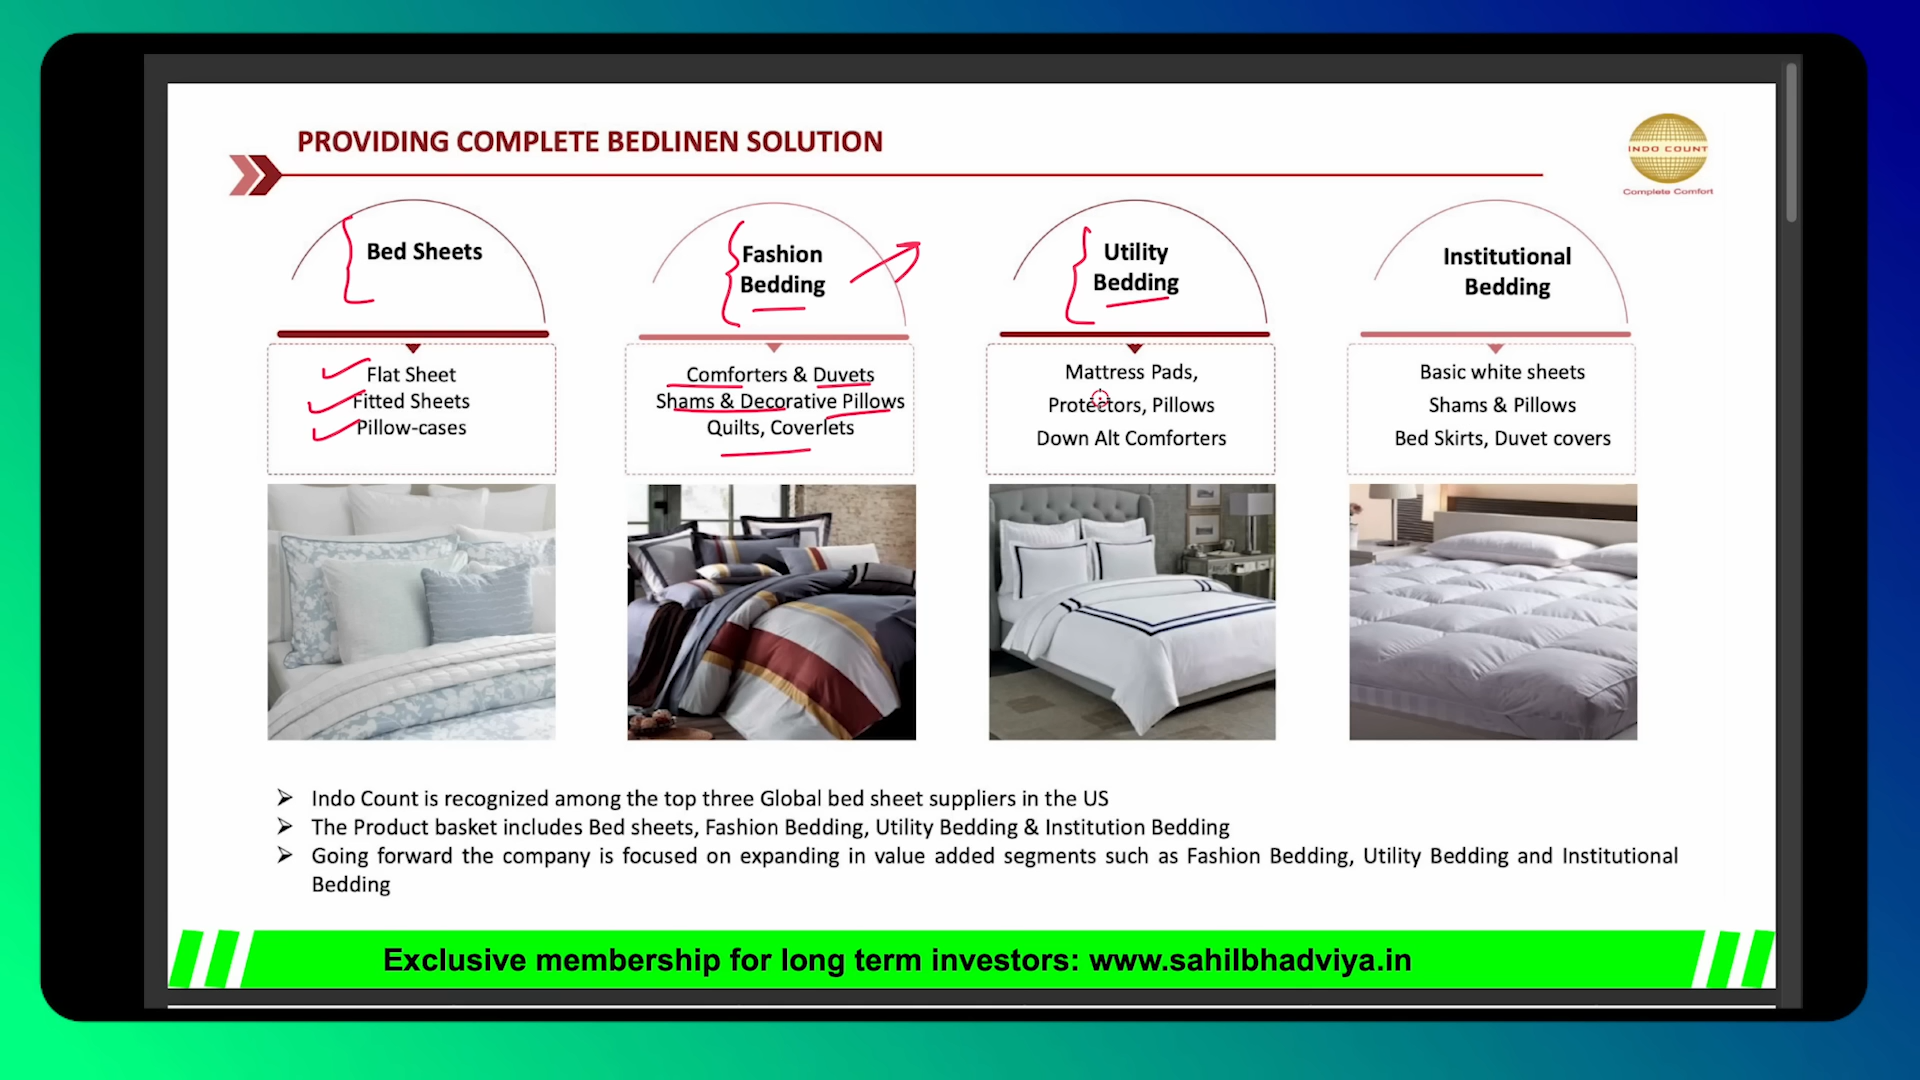 PROVIDING COMPLETE BEDLINEN SOLUTION
INDO COUNT
Complete Comfort
Bed Sheets
Flat Sheet
Fitted Sheets
Pillow-cases
Fashion
Bedding
Comforters & Duvets
Shams & Decorative Pillows
Quilts, Coverlets
Utility
Bedding
Mattress Pads,
Protectors, Pillows
Down Alt Comforters
Institutional
Bedding
Basic white sheets
Shams & Pillows
Bed Skirts, Duvet covers
Indo Count is recognized among the top three Global bed sheet suppliers in the US
The Product basket includes Bed sheets, Fashion Bedding, Utility Bedding & Institution Bedding
Going forward the company is focused on expanding in value added segments such as Fashion Bedding, Utility Bedding and Institutional
Bedding
Exclusive membership for long term investors: www.sahilbhadviya.in